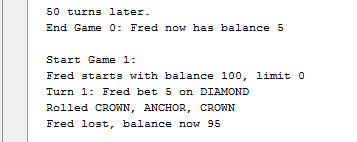 50 turns later.
End Game 0: Fred now has balance 5
Start Game 1:
Fred starts with balance 100, limit 0
Turn 1: Fred bet 5 on DIAMOND
Rolled CROWN, ANCHOR, CROWN
Fred lost, balance now 95